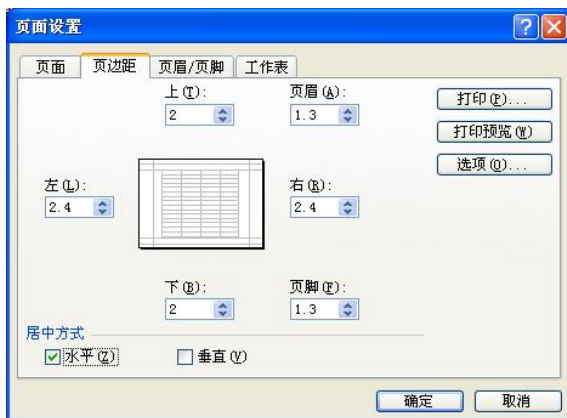 页面设置
页面 页边距 页眉/页脚 工作表
上(T): 页眉(A):
2 1.3
打印(P)...
打印预览(W)
选项(O)...
左(L): 右(R):
2.4 2.4
下(B): 页脚(F):
2 1.3
居中方式
水平(Z) 垂直(V)
确定 取消